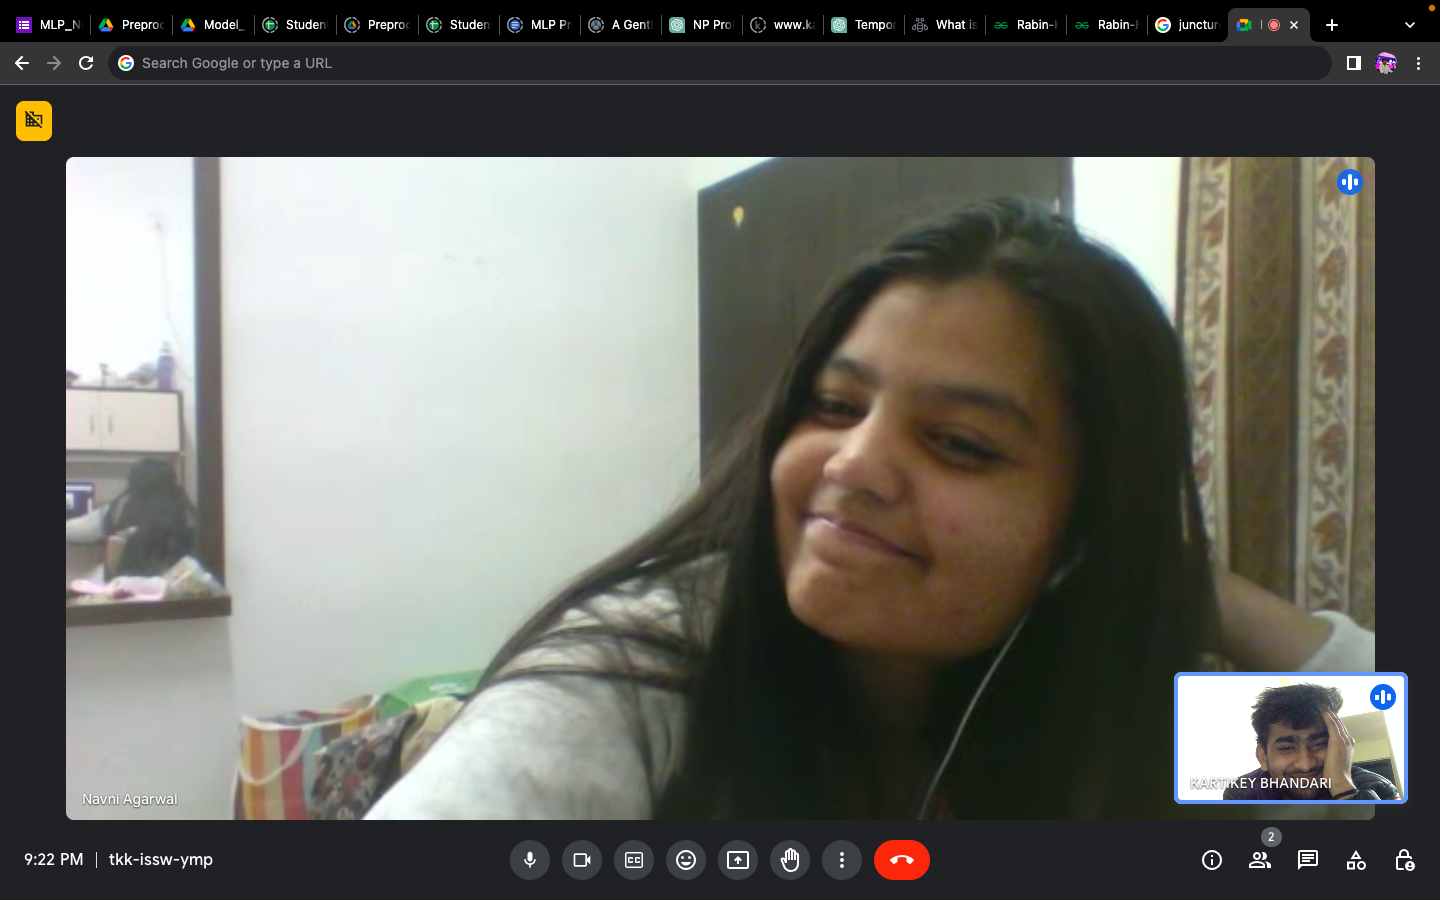 MLP_N
Preproc
Model_
Studen
Preproc
Studen
MLP Pr
A Gent
NP Pro
www.k
Tempo
What is
Rabin-K
Rabin-K
junctur
Search Google or type a URL
Navni Agarwal
KARTIKEY BHANDARI
9:22 PM | tkk-issw-ymp
CC
2